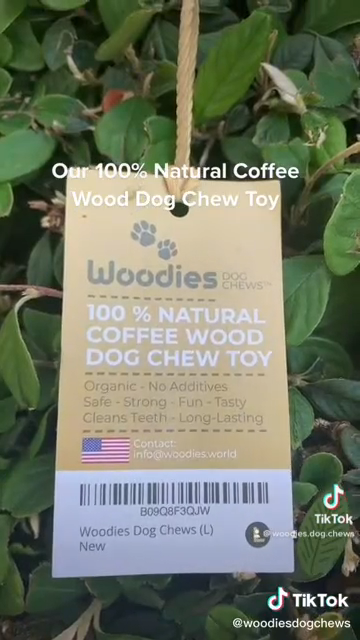 Our 100% Natural Coffee
Wood Dog Chew Toy
Woodies DOG CHEWS™
100 % NATURAL
COFFEE WOOD
DOG CHEW TOY
Organic - No Additives
Safe - Strong - Fun - Tasty
Cleans Teeth - Long-Lasting
Contact:
info@woodies.world
B09Q8F3QJW
Woodies Dog Chews (L)
New
TikTok
@woodies.dog.chews
TikTok
@woodiesdogchews